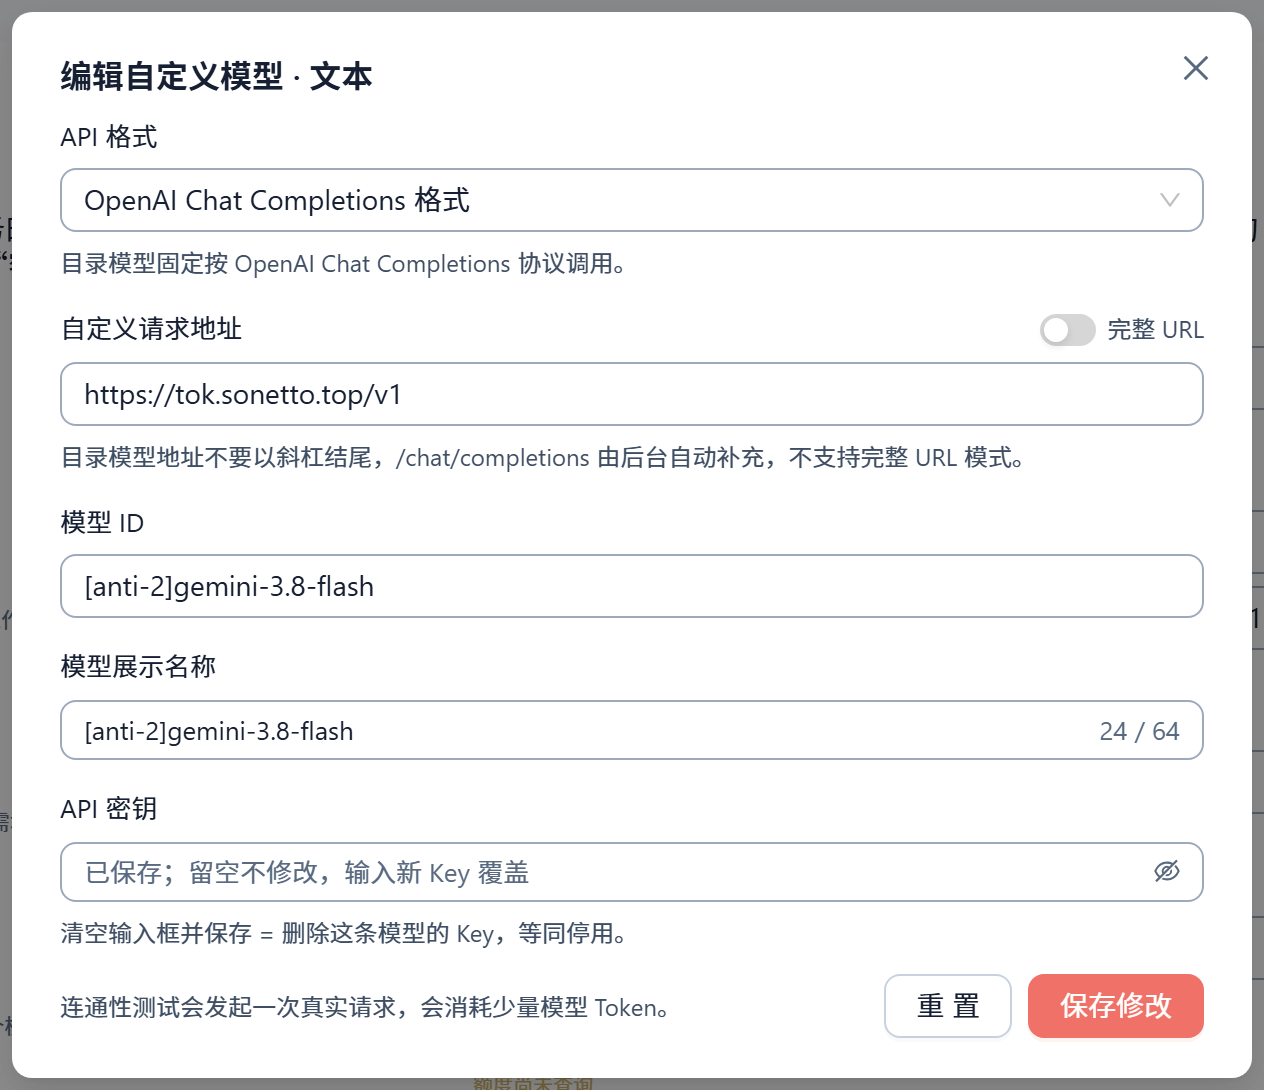 编辑自定义模型 · 文本
API 格式
OpenAI Chat Completions 格式
目录模型固定按 OpenAI Chat Completions 协议调用。
自定义请求地址
完整 URL
https://tok.sonetto.top/v1
目录模型地址不要以斜杠结尾，/chat/completions 由后台自动补充，不支持完整 URL 模式。
模型 ID
[anti-2]gemini-3.8-flash
模型展示名称
[anti-2]gemini-3.8-flash
24 / 64
API 密钥
已保存；留空不修改，输入新 Key 覆盖
清空输入框并保存 = 删除这条模型的 Key，等同停用。
连通性测试会发起一次真实请求，会消耗少量模型 Token。
重 置
保存修改
额度尚未查询